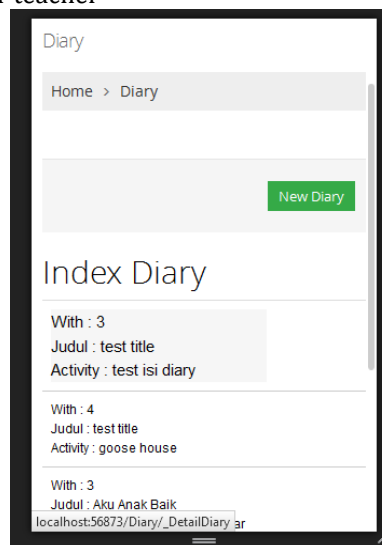 Diary
Home > Diary
New Diary
Index Diary
With : 3
Judul : test title
Activity : test isi diary
With : 4
Judul : test title
Activity : goose house
With : 3
Judul : Aku Anak Baik
localhost:56873/Diary/_DetailDiary